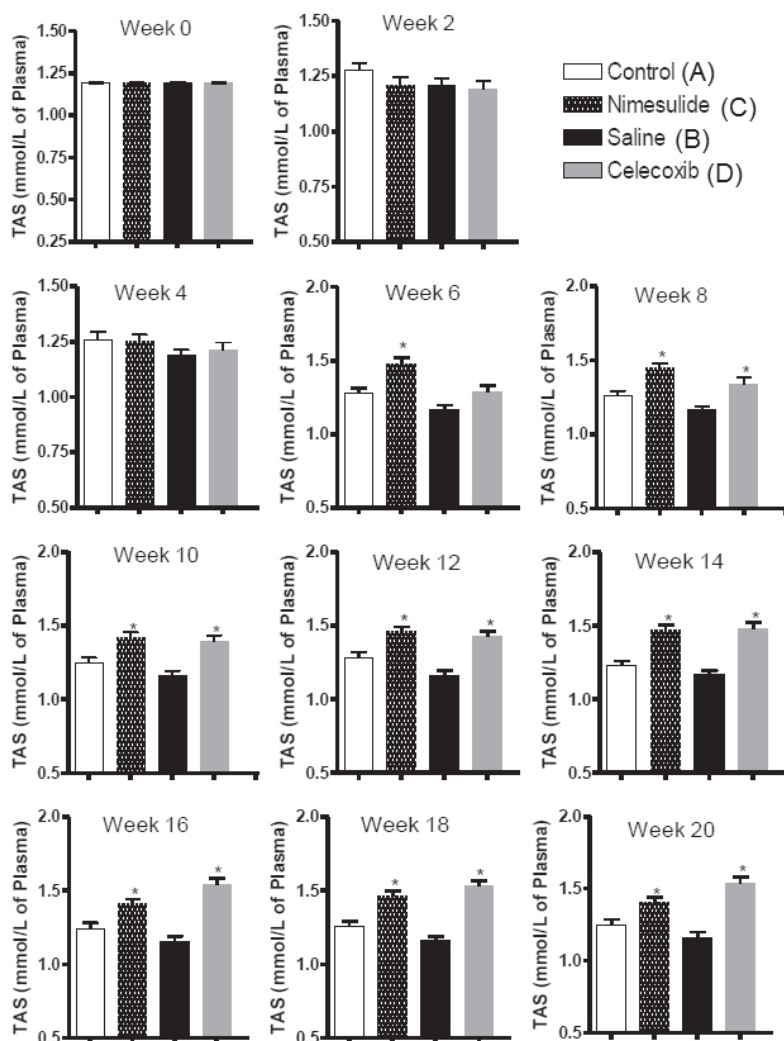 Week 0
TAS (mmol/L of Plasma)
1.50
1.25
1.00
0.75
0.50
0.25
Week 2
TAS (mmol/L of Plasma)
1.50
1.25
1.00
0.75
0.50
Control (A)
Nimesulide (C)
Saline (B)
Celecoxib (D)
Week 4
TAS (mmol/L of Plasma)
1.50
1.25
1.00
0.75
0.50
Week 6
TAS (mmol/L of Plasma)
2.0
1.5
1.0
0.5
*
Week 8
TAS (mmol/L of Plasma)
2.0
1.5
1.0
0.5
* *
Week 10
TAS (mmol/L of Plasma)
2.0
1.5
1.0
0.5
* *
Week 12
TAS (mmol/L of Plasma)
2.0
1.5
1.0
0.5
* *
Week 14
TAS (mmol/L of Plasma)
2.0
1.5
1.0
0.5
* *
Week 16
TAS (mmol/L of Plasma)
2.0
1.5
1.0
0.5
* *
Week 18
TAS (mmol/L of Plasma)
2.0
1.5
1.0
0.5
* *
Week 20
TAS (mmol/L of Plasma)
2.0
1.5
1.0
0.5
* *